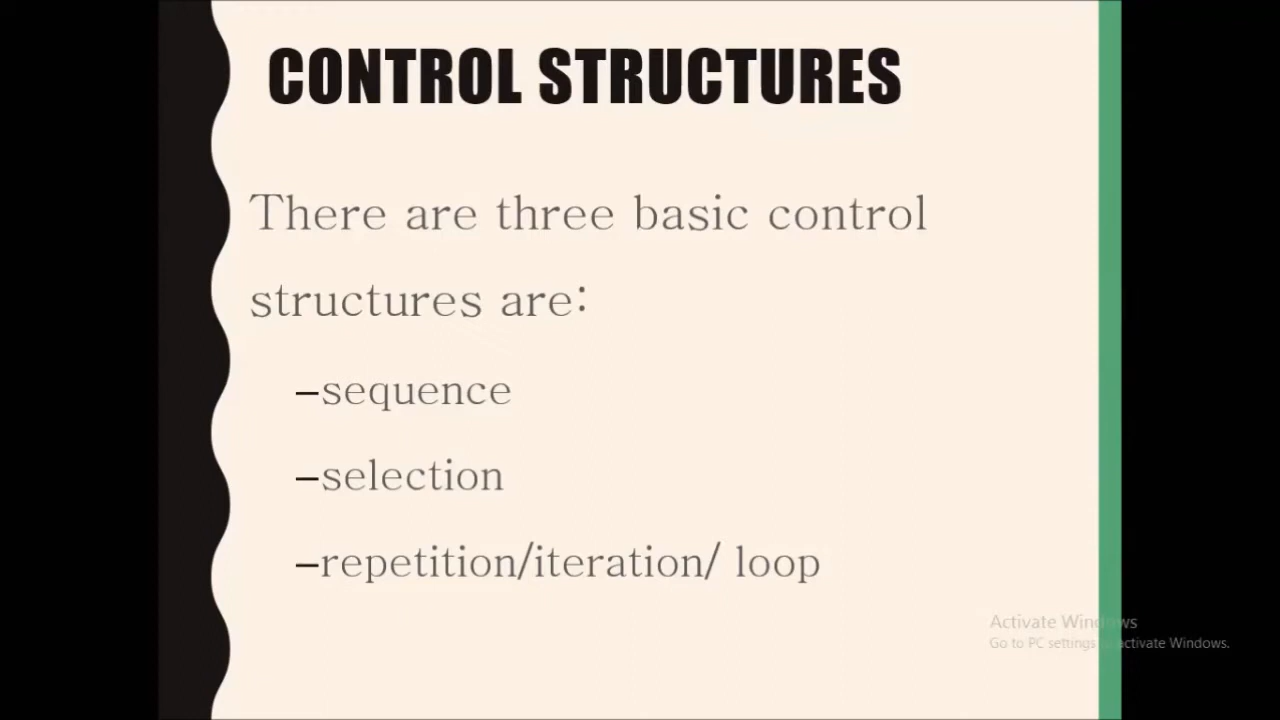 CONTROL STRUCTURES
There are three basic control
structures are:
–sequence
–selection
–repetition/iteration/ loop
Activate Windows
Go to PC settings to activate Windows.